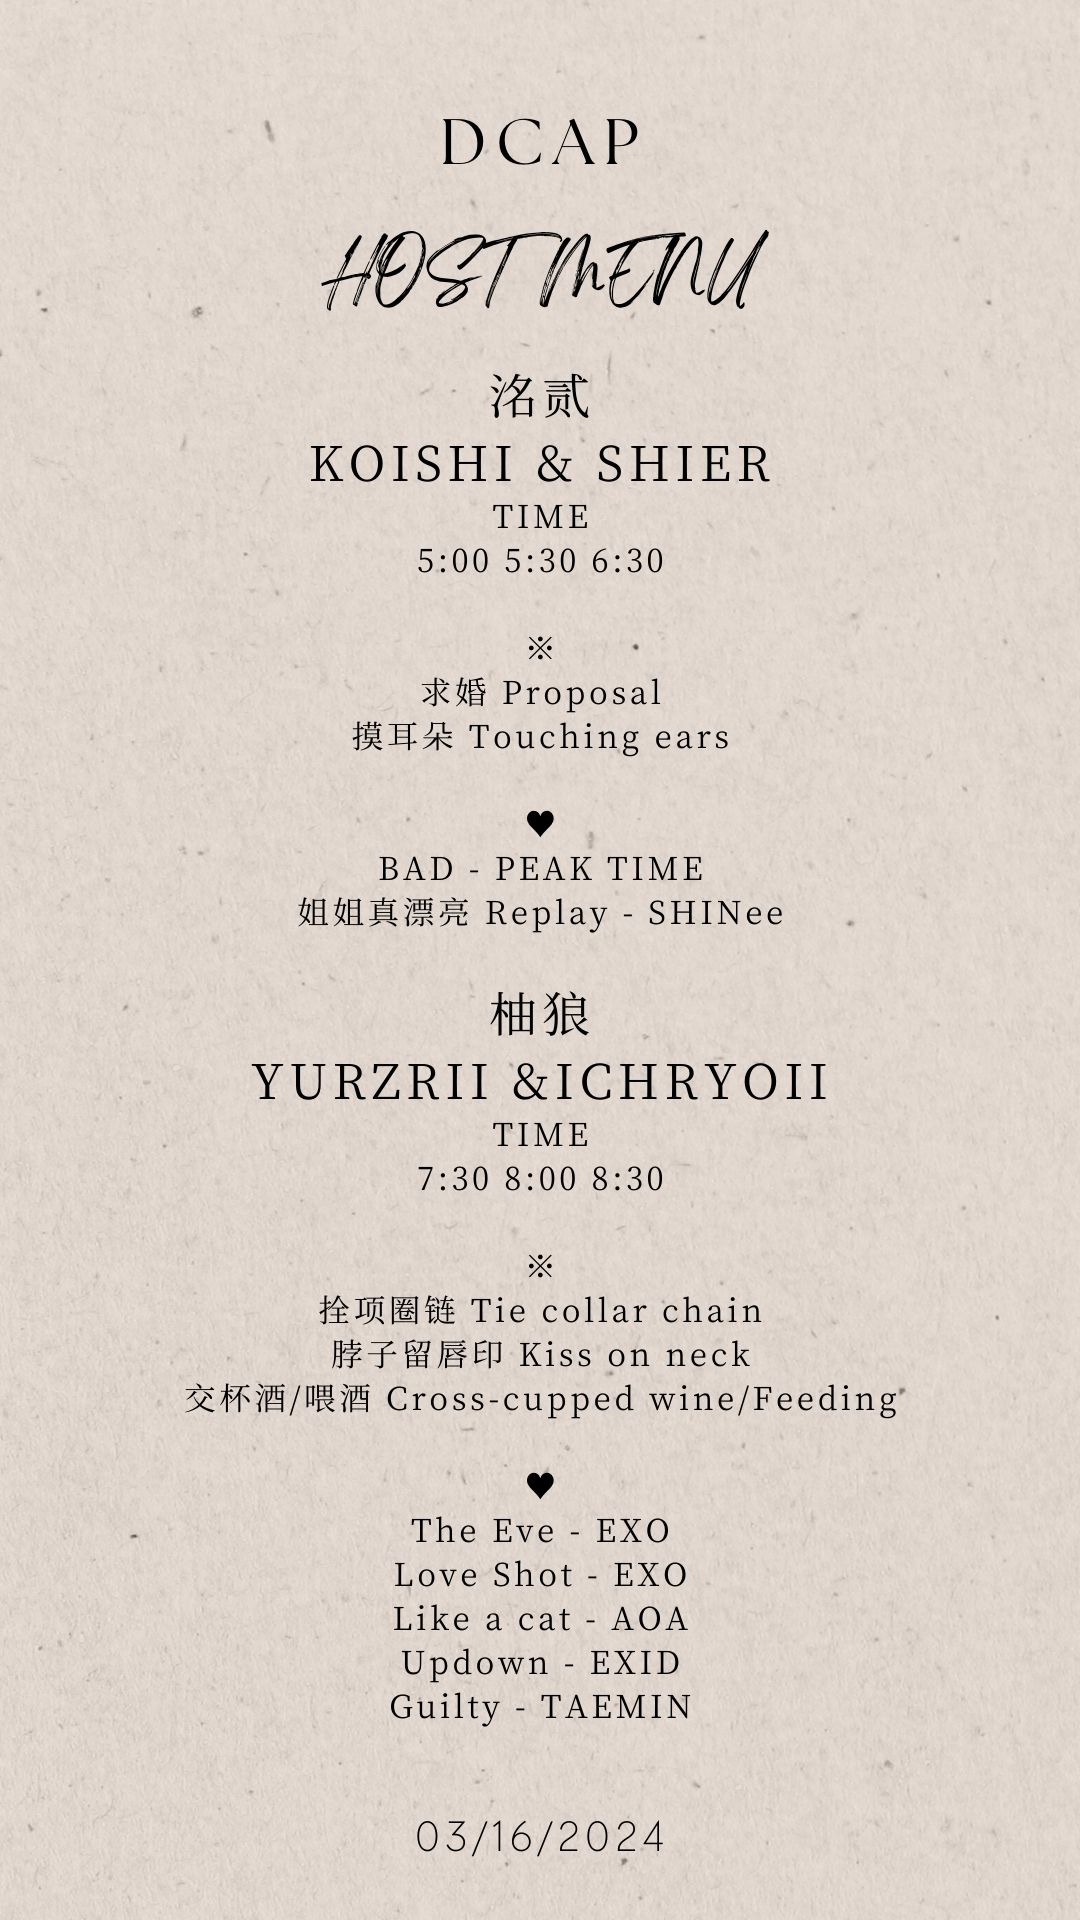 DCAP
HOST MENU
洺贰
KOISHI & SHIER
TIME
5:00 5:30 6:30
※
求婚 Proposal
摸耳朵 Touching ears
♥
BAD - PEAK TIME
姐姐真漂亮 Replay - SHINee
柚狼
YURZRII &ICHRYOII
TIME
7:30 8:00 8:30
※
拴项圈链 Tie collar chain
脖子留唇印 Kiss on neck
交杯酒/喂酒 Cross-cupped wine/Feeding
♥
The Eve - EXO
Love Shot - EXO
Like a cat - AOA
Updown - EXID
Guilty - TAEMIN
03/16/2024